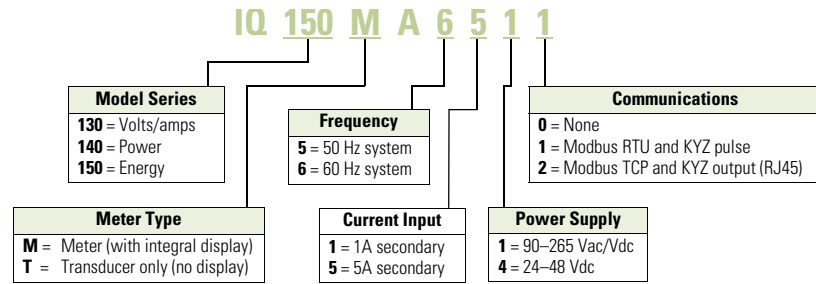 IQ 150 M A 6 5 1 1
Model Series
130 = Volts/amps
140 = Power
150 = Energy
Frequency
5 = 50 Hz system
6 = 60 Hz system
Communications
0 = None
1 = Modbus RTU and KYZ pulse
2 = Modbus TCP and KYZ output (RJ45)
Meter Type
M = Meter (with integral display)
T = Transducer only (no display)
Current Input
1 = 1A secondary
5 = 5A secondary
Power Supply
1 = 90–265 Vac/Vdc
4 = 24–48 Vdc